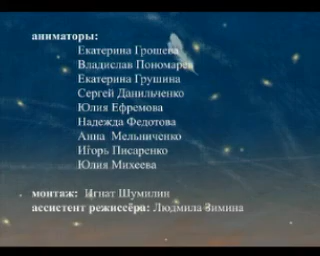 аниматоры:
Екатерина Грошева
Владислав Пономарев
Екатерина Грушина
Сергей Данильченко
Юлия Ефремова
Надежда Федотова
Анна Мельниченко
Игорь Писаренко
Юлия Михеева
монтаж: Игнат Шумилин
ассистент режиссёра: Людмила Зимина